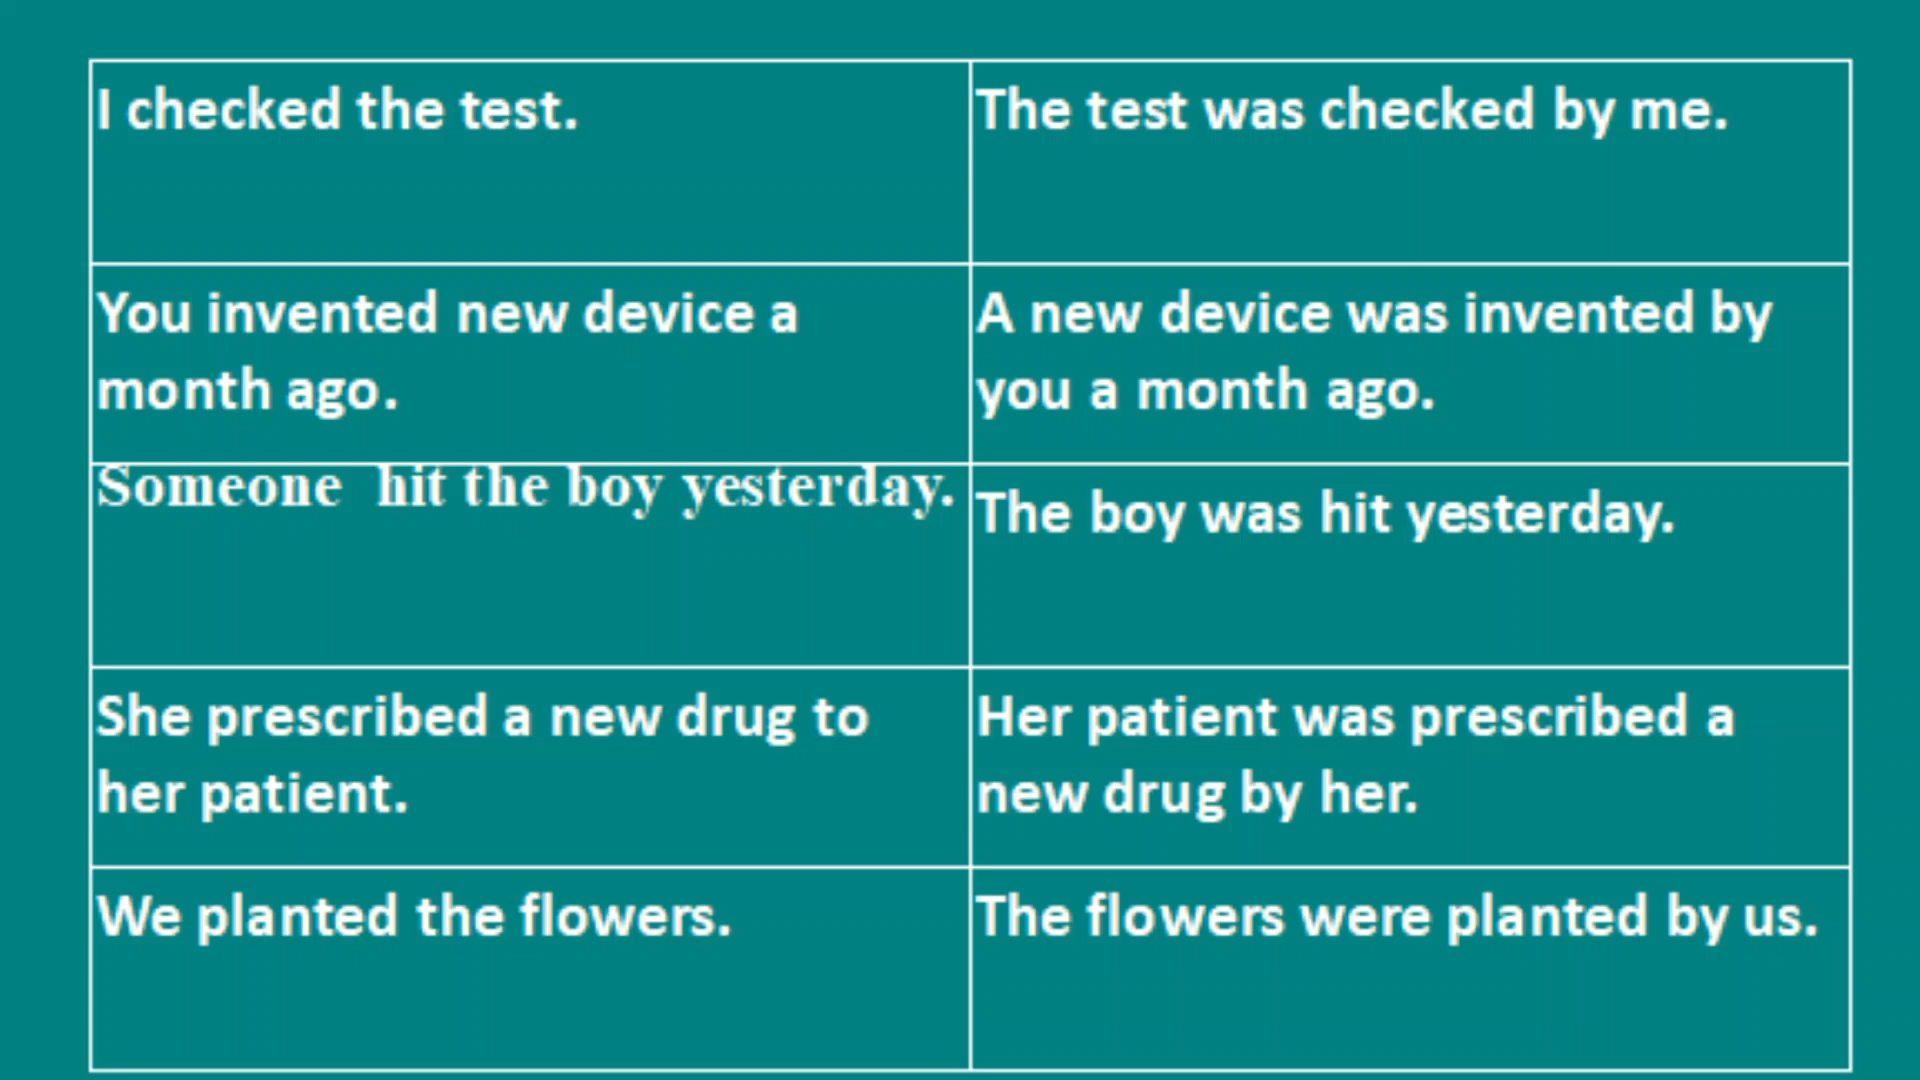 I checked the test.
The test was checked by me.
You invented new device a
month ago.
A new device was invented by
you a month ago.
Someone  hit the boy yesterday.
The boy was hit yesterday.
She prescribed a new drug to
her patient.
Her patient was prescribed a
new drug by her.
We planted the flowers.
The flowers were planted by us.